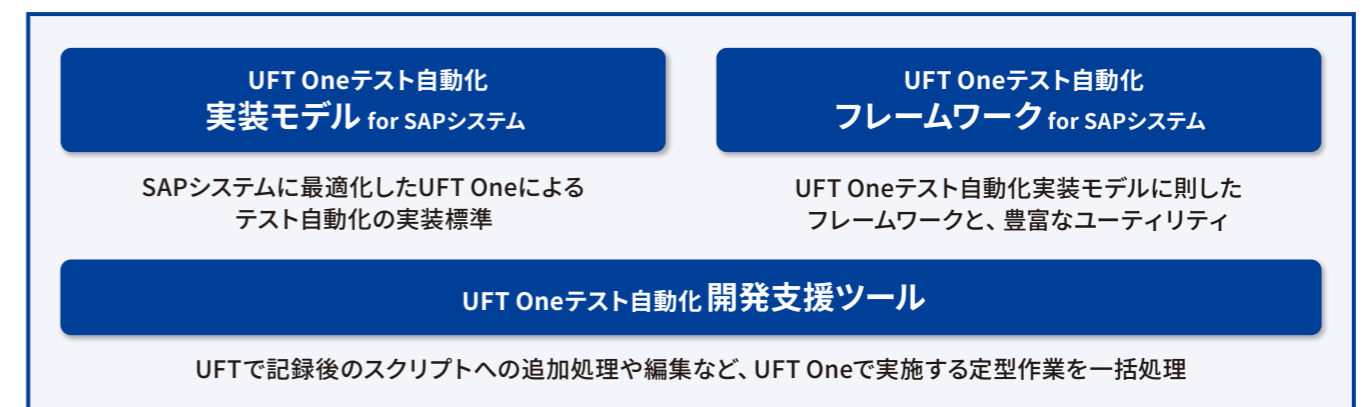 UFT Oneテスト自動化
実装モデル for SAPシステム
SAPシステムに最適化したUFT Oneによる
テスト自動化の実装標準
UFT Oneテスト自動化
フレームワーク for SAPシステム
UFT Oneテスト自動化実装モデルに則した
フレームワークと、豊富なユーティリティ
UFT Oneテスト自動化 開発支援ツール
UFTで記録後のスクリプトへの追加処理や編集など、UFT Oneで実施する定型作業を一括処理